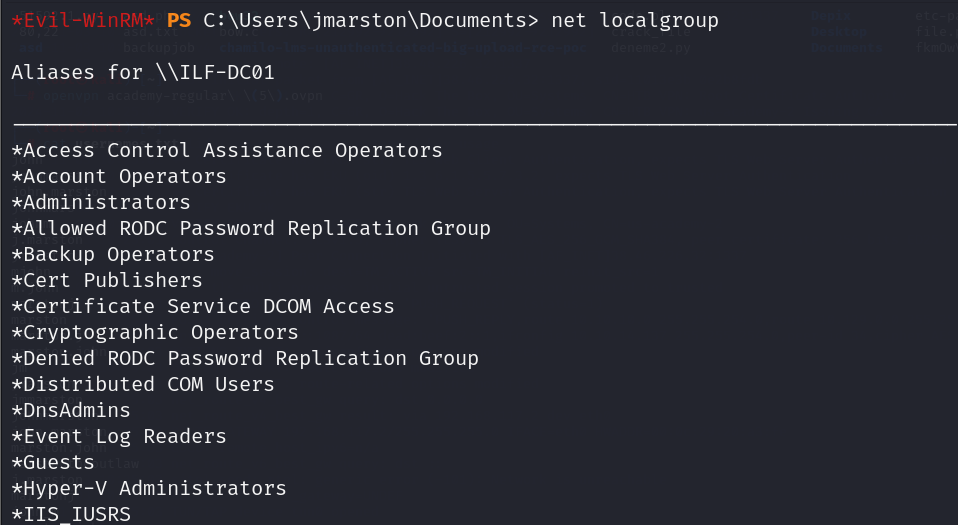 *Evil-WinRM* PS C:\Users\jmarston\Documents> net localgroup
Aliases for \\ILF-DC01
-------------------------------------------------------------------------------
*Access Control Assistance Operators
*Account Operators
*Administrators
*Allowed RODC Password Replication Group
*Backup Operators
*Cert Publishers
*Certificate Service DCOM Access
*Cryptographic Operators
*Denied RODC Password Replication Group
*Distributed COM Users
*DnsAdmins
*Event Log Readers
*Guests
*Hyper-V Administrators
*IIS_IUSRS